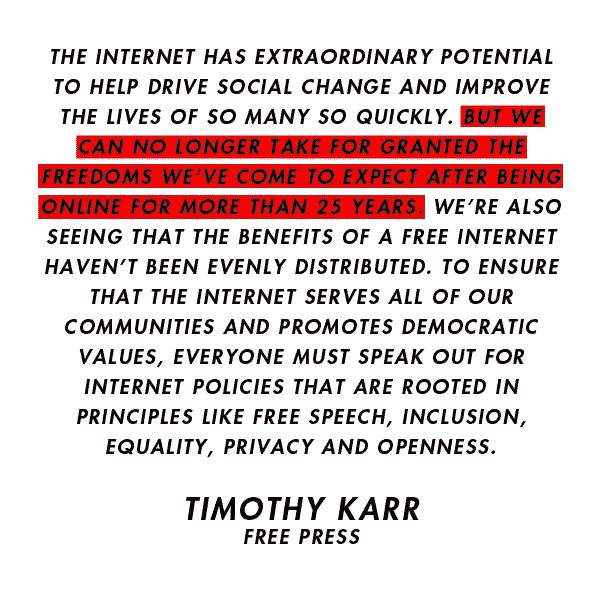 THE INTERNET HAS EXTRAORDINARY POTENTIAL
TO HELP DRIVE SOCIAL CHANGE AND IMPROVE
THE LIVES OF SO MANY SO QUICKLY. BUT WE
CAN NO LONGER TAKE FOR GRANTED THE
FREEDOMS WE'VE COME TO EXPECT AFTER BEING
ONLINE FOR MORE THAN 25 YEARS. WE'RE ALSO
SEEING THAT THE BENEFITS OF A FREE INTERNET
HAVEN'T BEEN EVENLY DISTRIBUTED. TO ENSURE
THAT THE INTERNET SERVES ALL OF OUR
COMMUNITIES AND PROMOTES DEMOCRATIC
VALUES, EVERYONE MUST SPEAK OUT FOR
INTERNET POLICIES THAT ARE ROOTED IN
PRINCIPLES LIKE FREE SPEECH, INCLUSION,
EQUALITY, PRIVACY AND OPENNESS.
TIMOTHY KARR
FREE PRESS